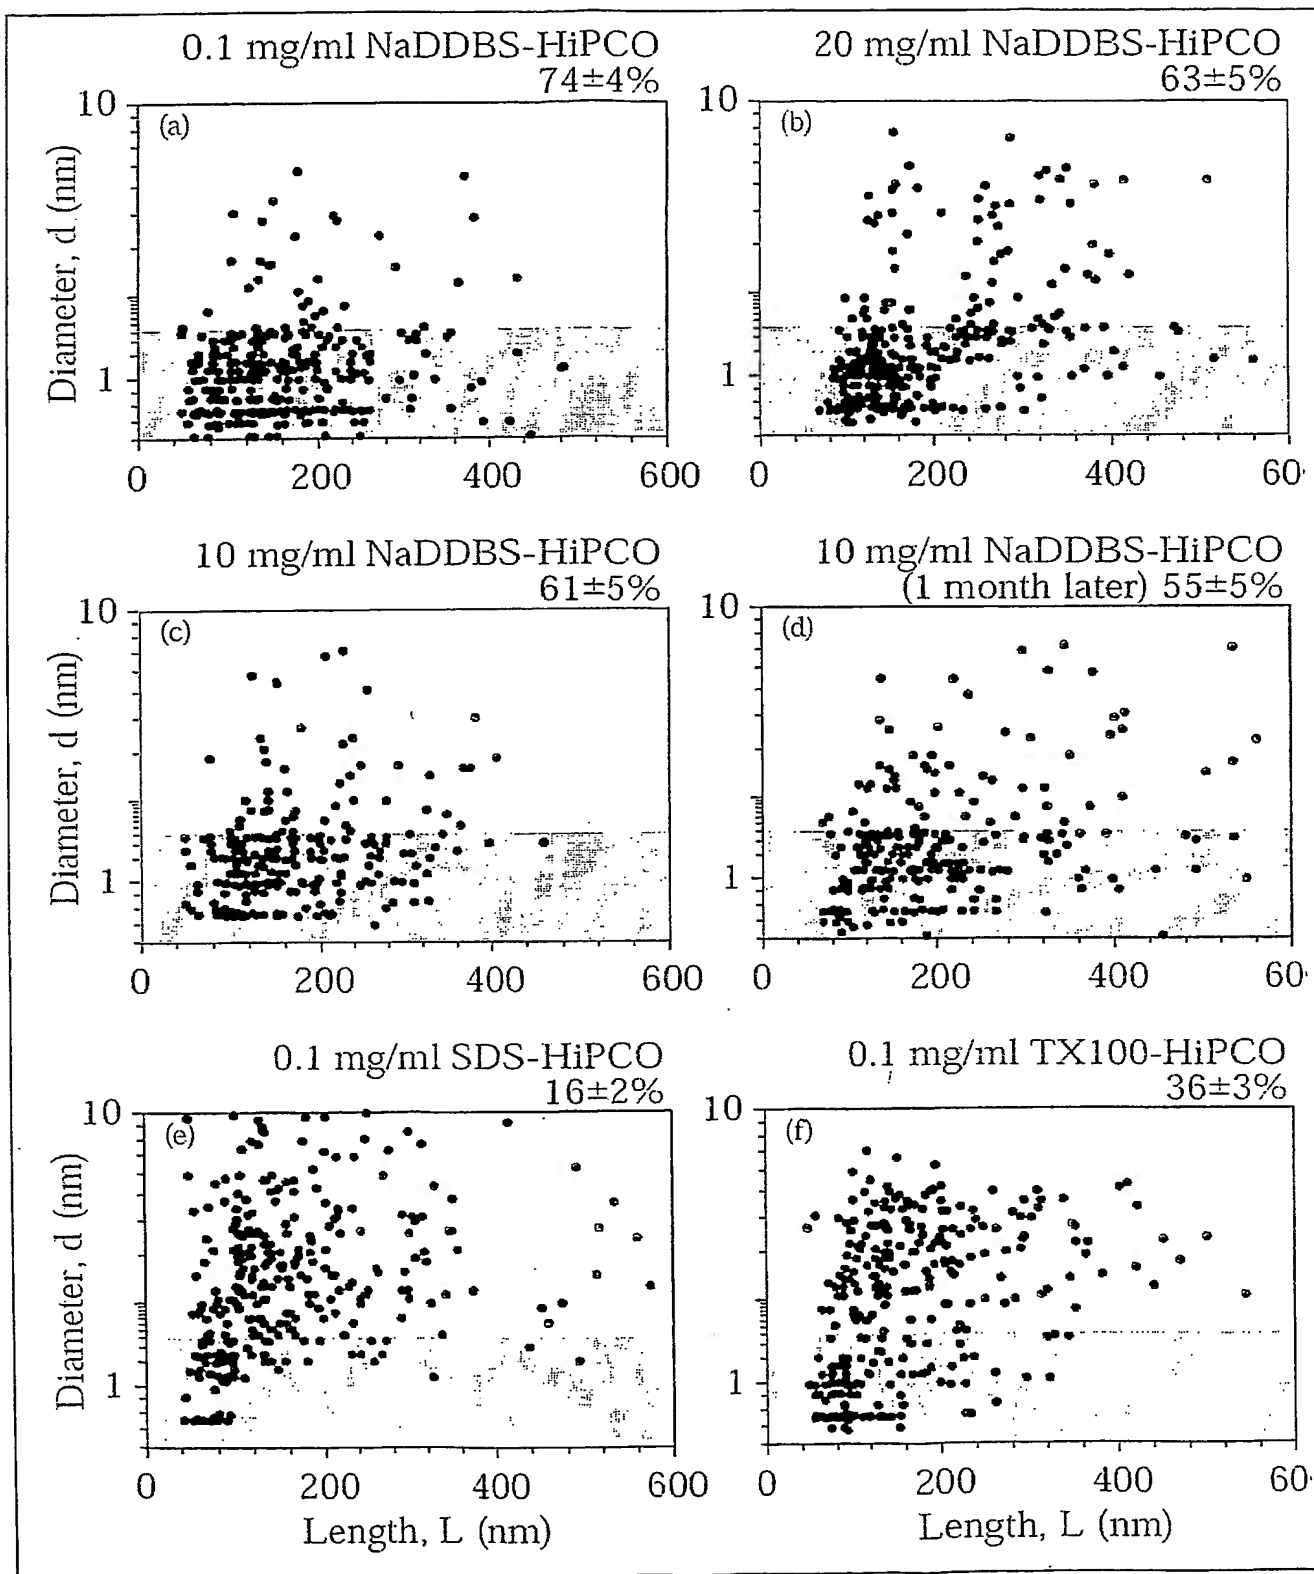 0.1 mg/ml NaDDBS-HiPCO
74±4%
10
(a)
Diameter, d (nm)
1
0
200
400
600
20 mg/ml NaDDBS-HiPCO
63±5%
10
(b)
1
0
200
400
60
10 mg/ml NaDDBS-HiPCO
61±5%
10
(c)
Diameter, d (nm)
1
0
200
400
600
10 mg/ml NaDDBS-HiPCO
(1 month later) 55±5%
10
(d)
1
0
200
400
60
0.1 mg/ml SDS-HiPCO
16±2%
10
(e)
Diameter, d (nm)
1
0
200
400
600
Length, L (nm)
0.1 mg/ml TX100-HiPCO
36±3%
10
(f)
1
0
200
400
60
Length, L (nm)